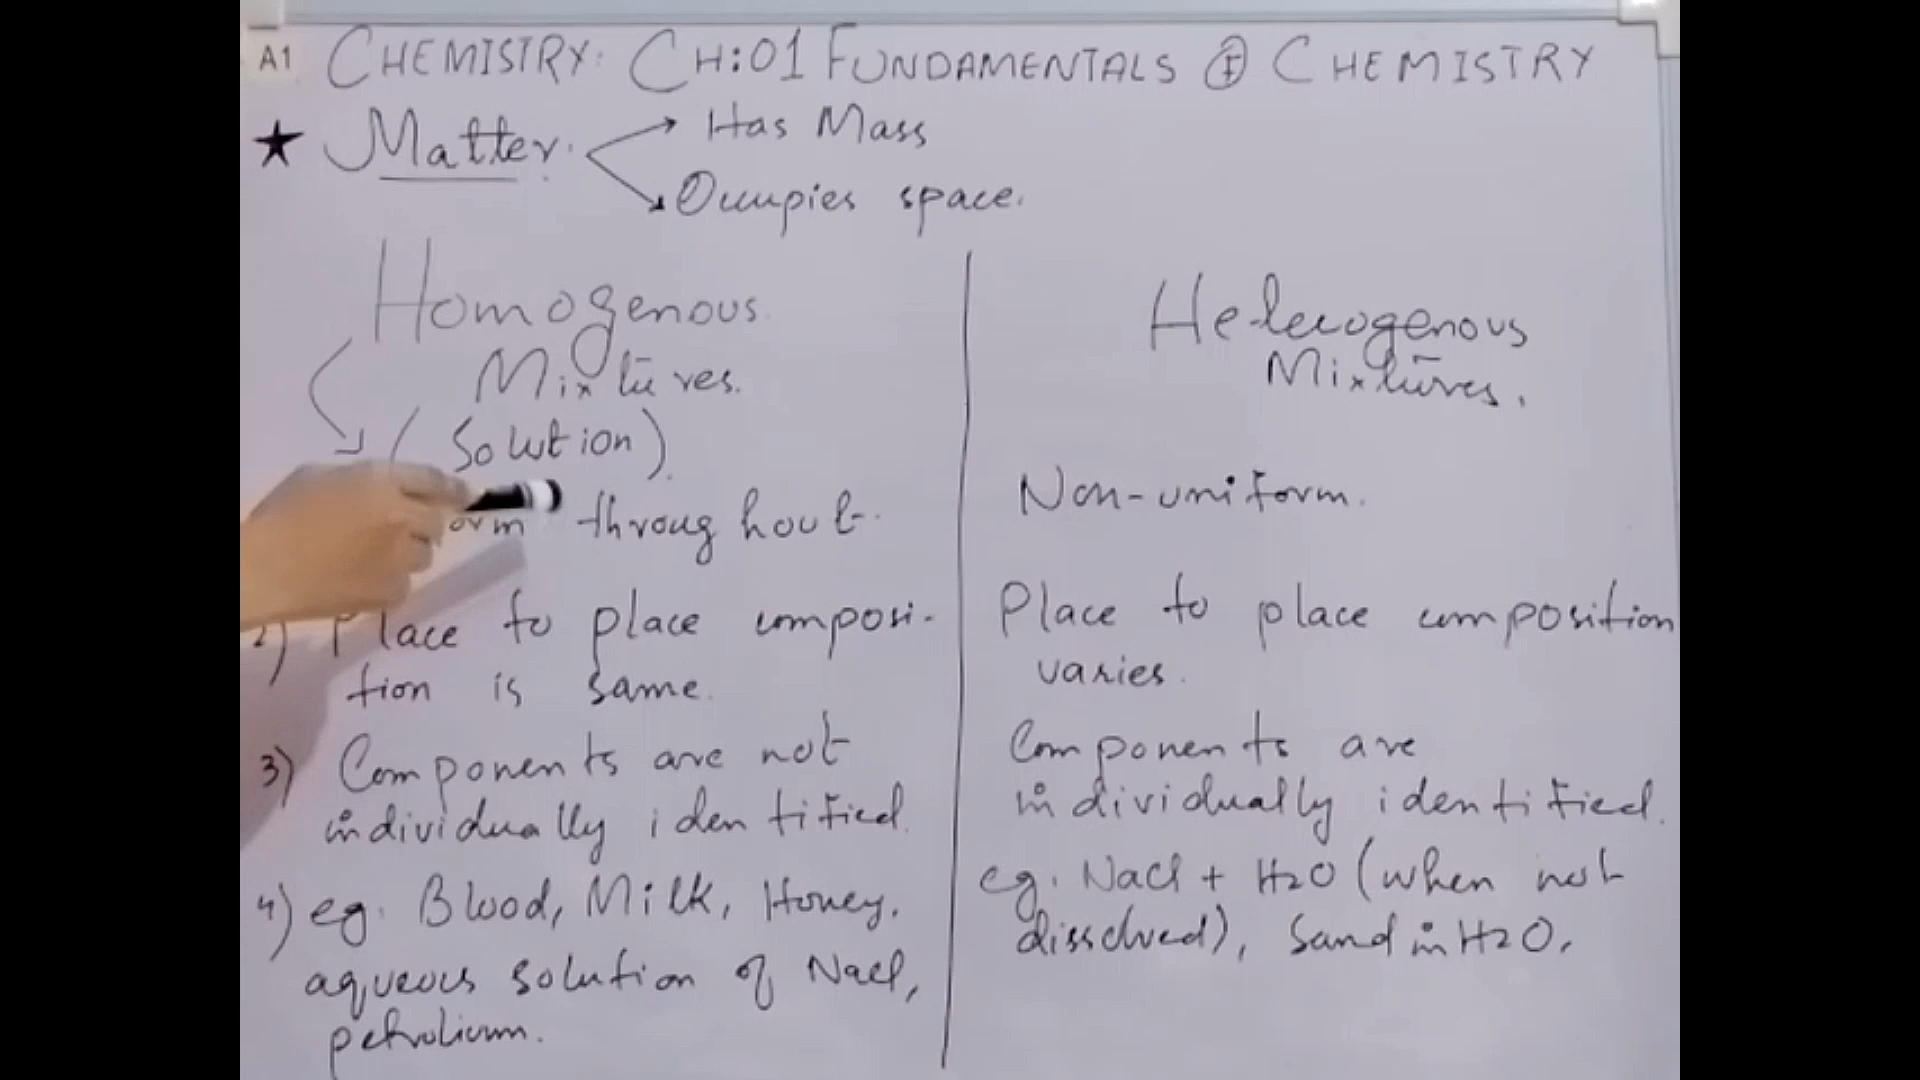 A1 CHEMISTRY: CH:01 FUNDAMENTALS OF CHEMISTRY
★ Matter.
Has Mass
Occupies space.
Homogenous
Mixtures.
(Solution)
orm throughout.
2) Place to place composi-
tion is same.
3) Components are not
individually identified.
4) eg. Blood, Milk, Honey,
aqueous solution of NaCl,
petrolium.
Heterogenous
Mixtures.
Non-uniform.
Place to place composition
varies.
Components are
individually identified.
eg. NaCl + H2O (when not
dissolved), Sand in H2O.